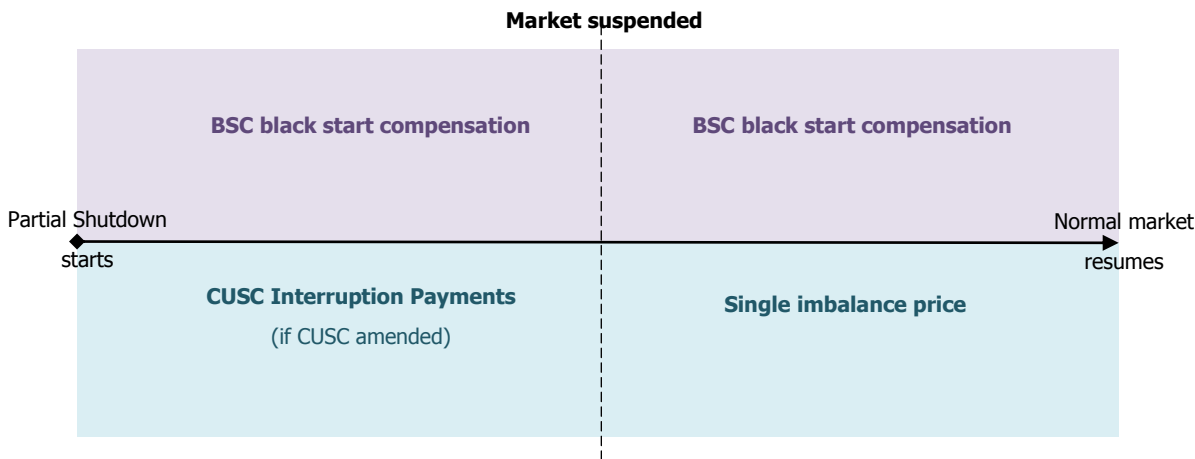 Market suspended
BSC black start compensation
BSC black start compensation
Partial Shutdown
starts
Normal market
resumes
CUSC Interruption Payments
(if CUSC amended)
Single imbalance price